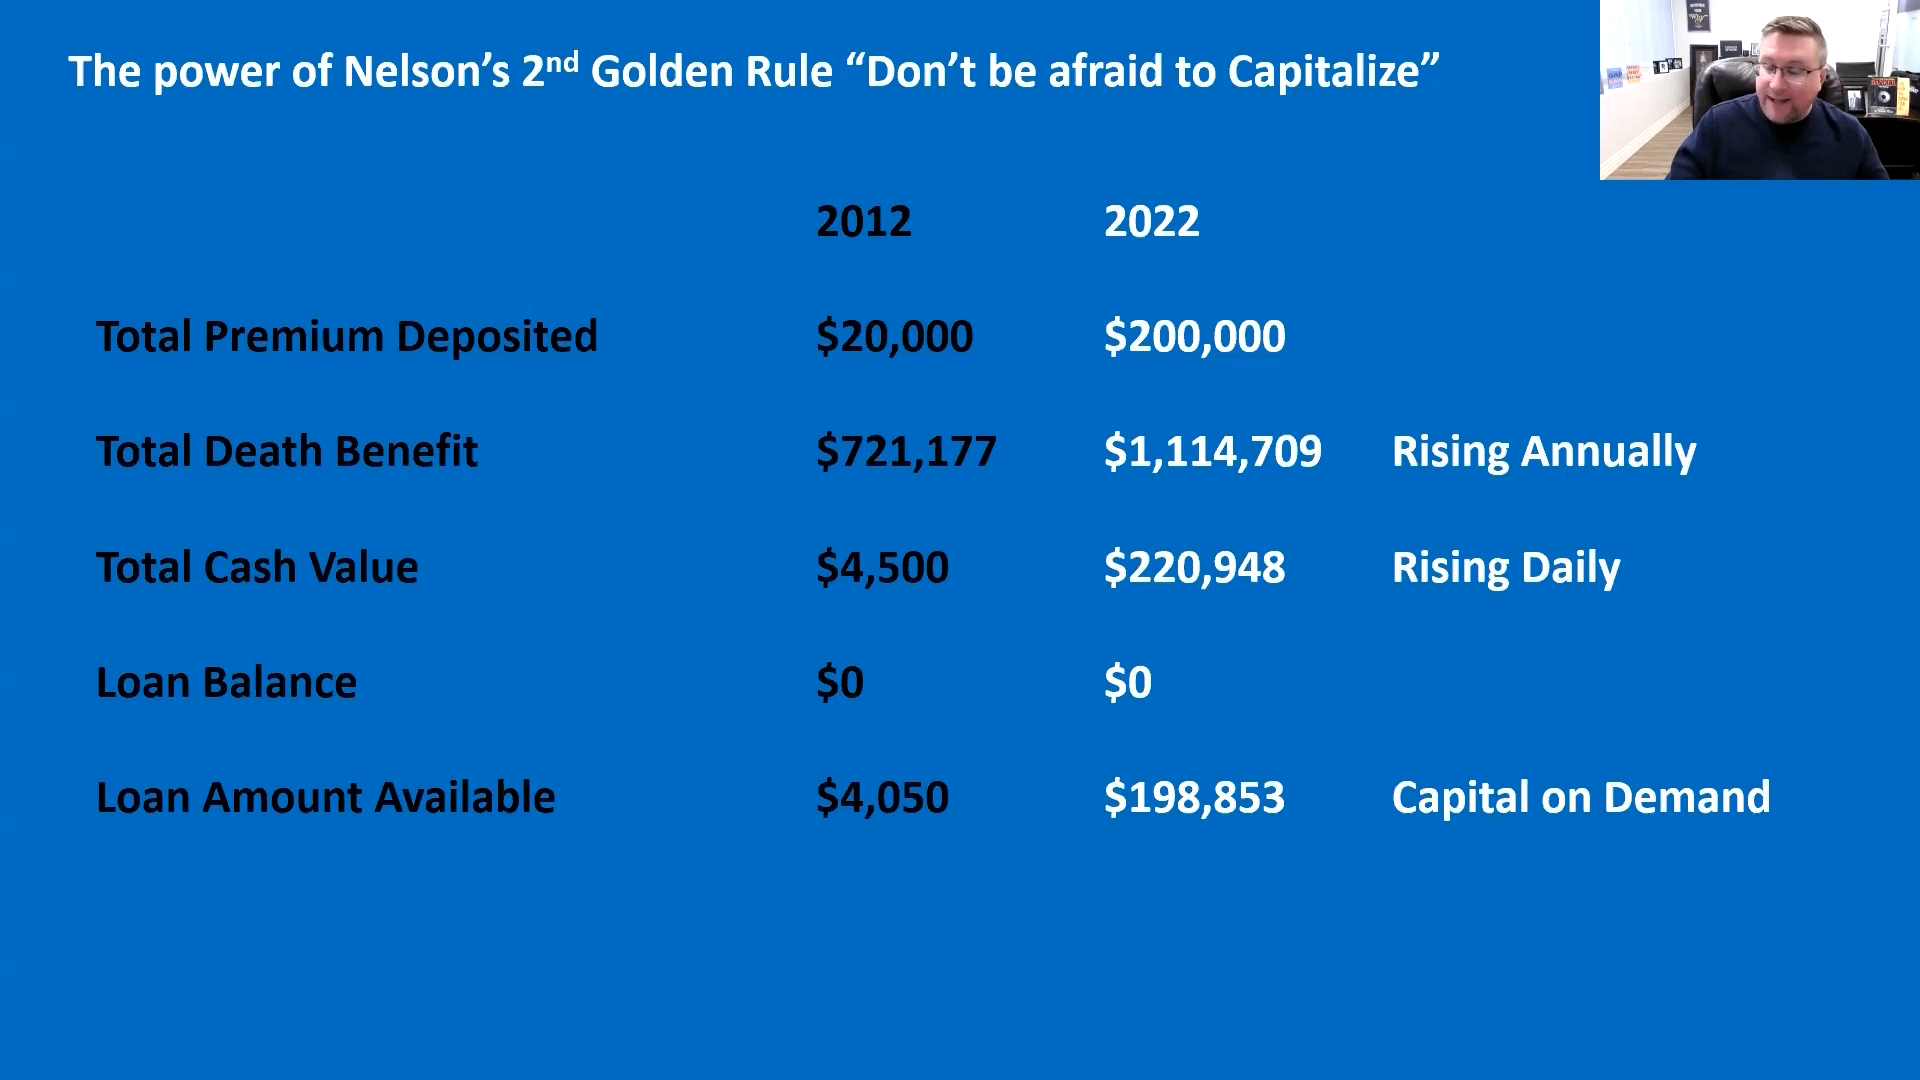 The power of Nelson’s 2nd Golden Rule “Don’t be afraid to Capitalize”
2012 2022
Total Premium Deposited $20,000 $200,000
Total Death Benefit $721,177 $1,114,709 Rising Annually
Total Cash Value $4,500 $220,948 Rising Daily
Loan Balance $0 $0
Loan Amount Available $4,050 $198,853 Capital on Demand